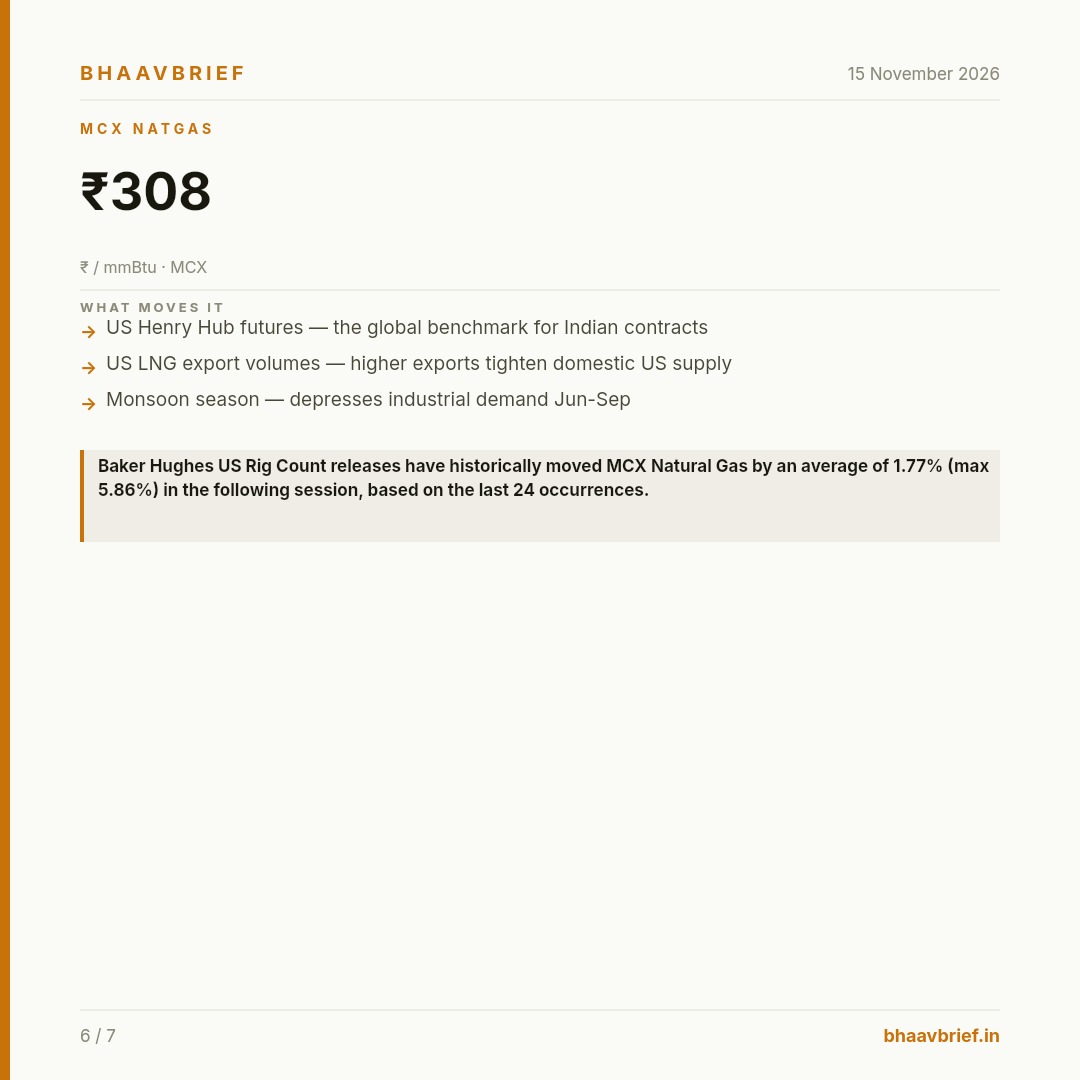 BHAAVBRIEF
15 November 2026
MCX NATGAS
₹308
₹ / mmBtu · MCX
WHAT MOVES IT
→ US Henry Hub futures — the global benchmark for Indian contracts
→ US LNG export volumes — higher exports tighten domestic US supply
→ Monsoon season — depresses industrial demand Jun-Sep
Baker Hughes US Rig Count releases have historically moved MCX Natural Gas by an average of 1.77% (max
5.86%) in the following session, based on the last 24 occurrences.
6 / 7
bhaavbrief.in